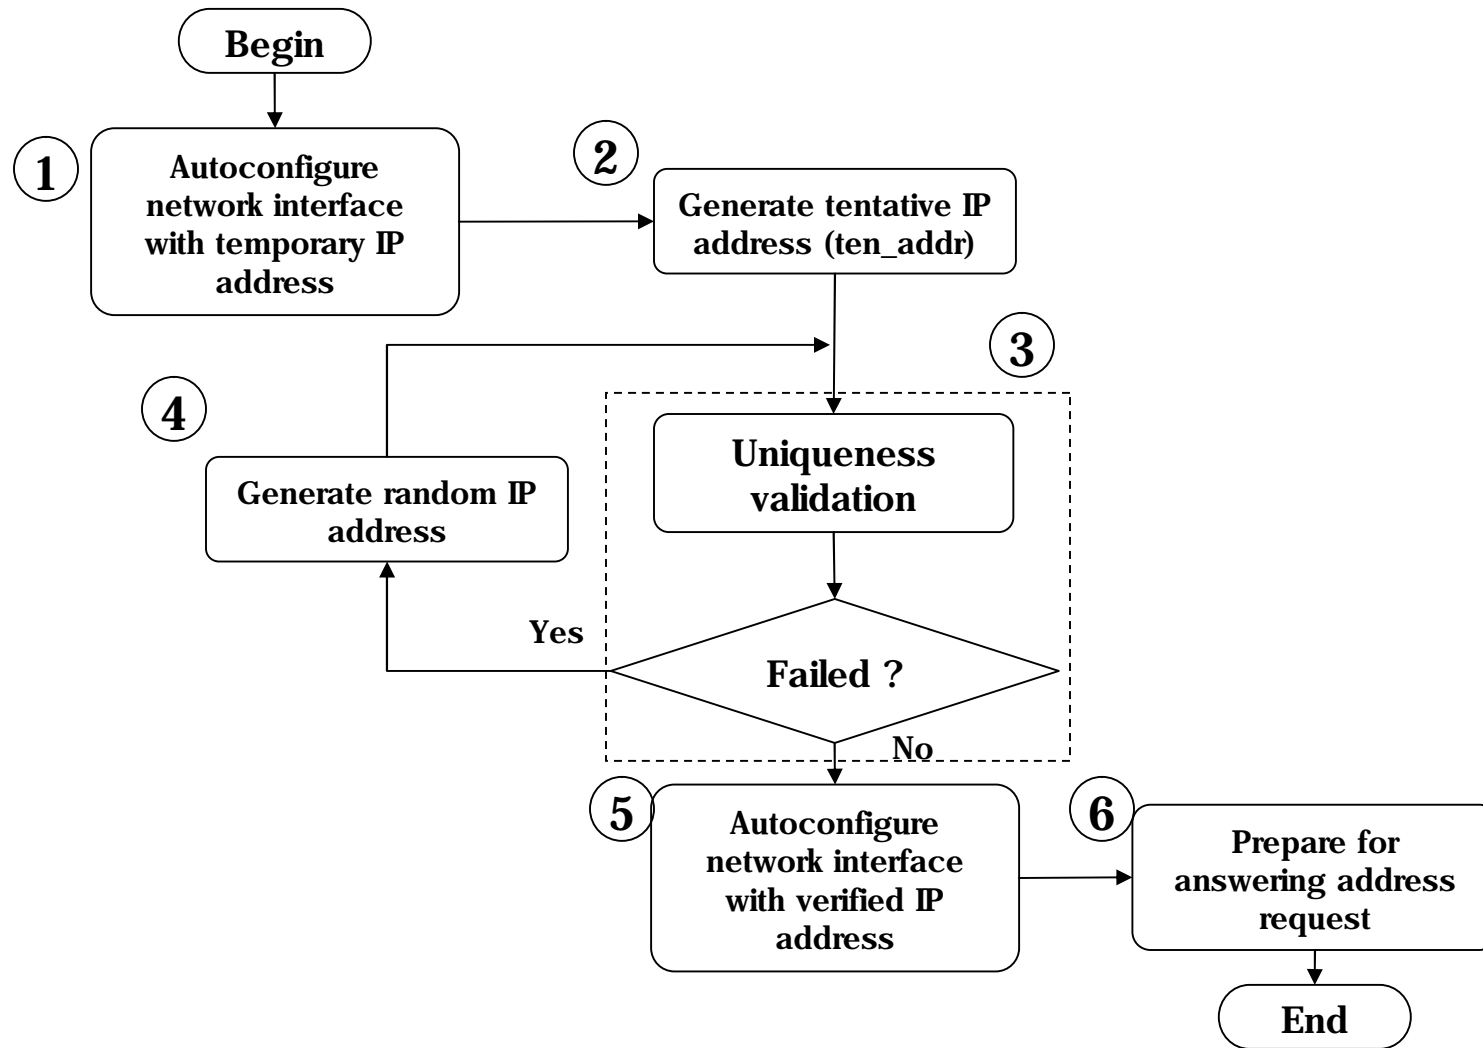 Begin
1
Autoconfigure
network interface
with temporary IP
address
2
Generate tentative IP
address (ten_addr)
3
4
Generate random IP
address
Uniqueness
validation
Yes
Failed ?
No
5
Autoconfigure
network interface
with verified IP
address
6
Prepare for
answering address
request
End